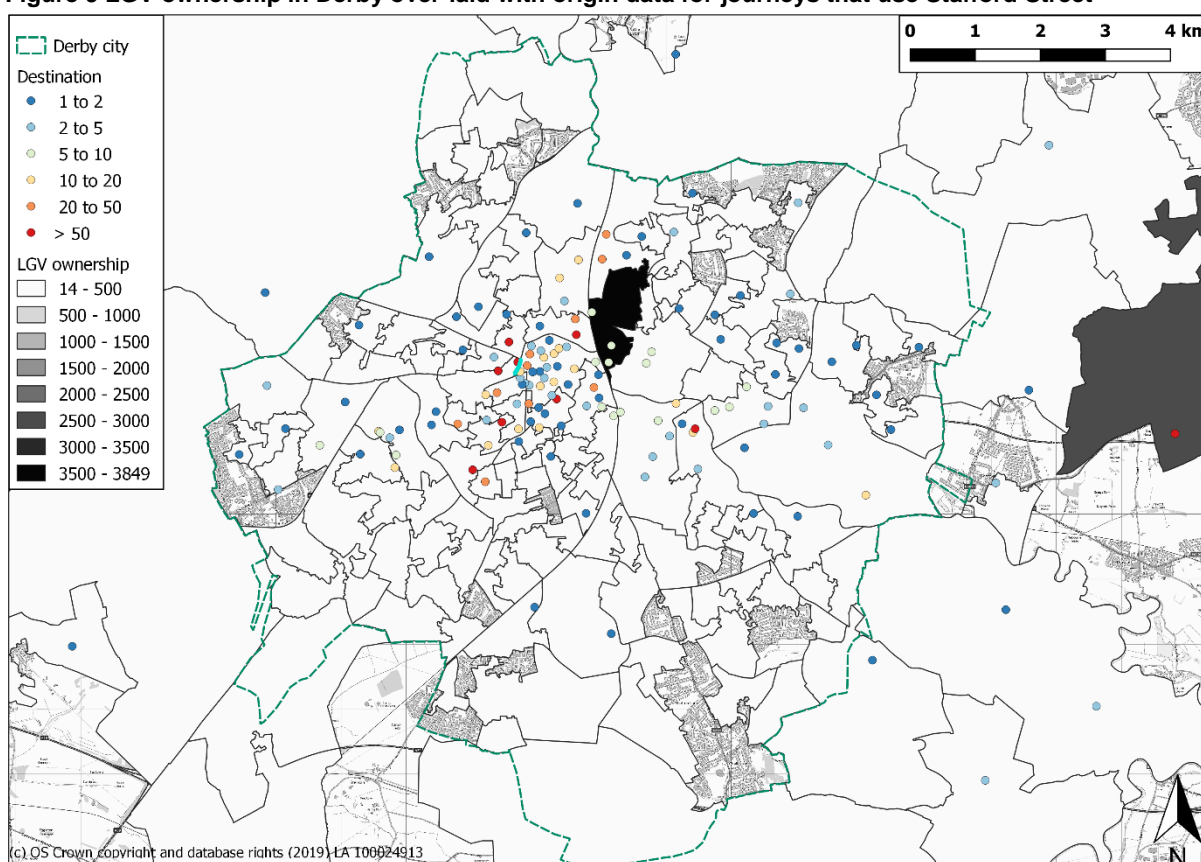 Figure 5 LGV ownership in Derby over laid with origin data for journeys that use Stafford Street
0 1 2 3 4 km
Derby city
Destination
1 to 2
2 to 5
5 to 10
10 to 20
20 to 50
> 50
LGV ownership
14 - 500
500 - 1000
1000 - 1500
1500 - 2000
2000 - 2500
2500 - 3000
3000 - 3500
3500 - 3849
N
(c) OS Crown copyright and database rights (2019) LA 100024913